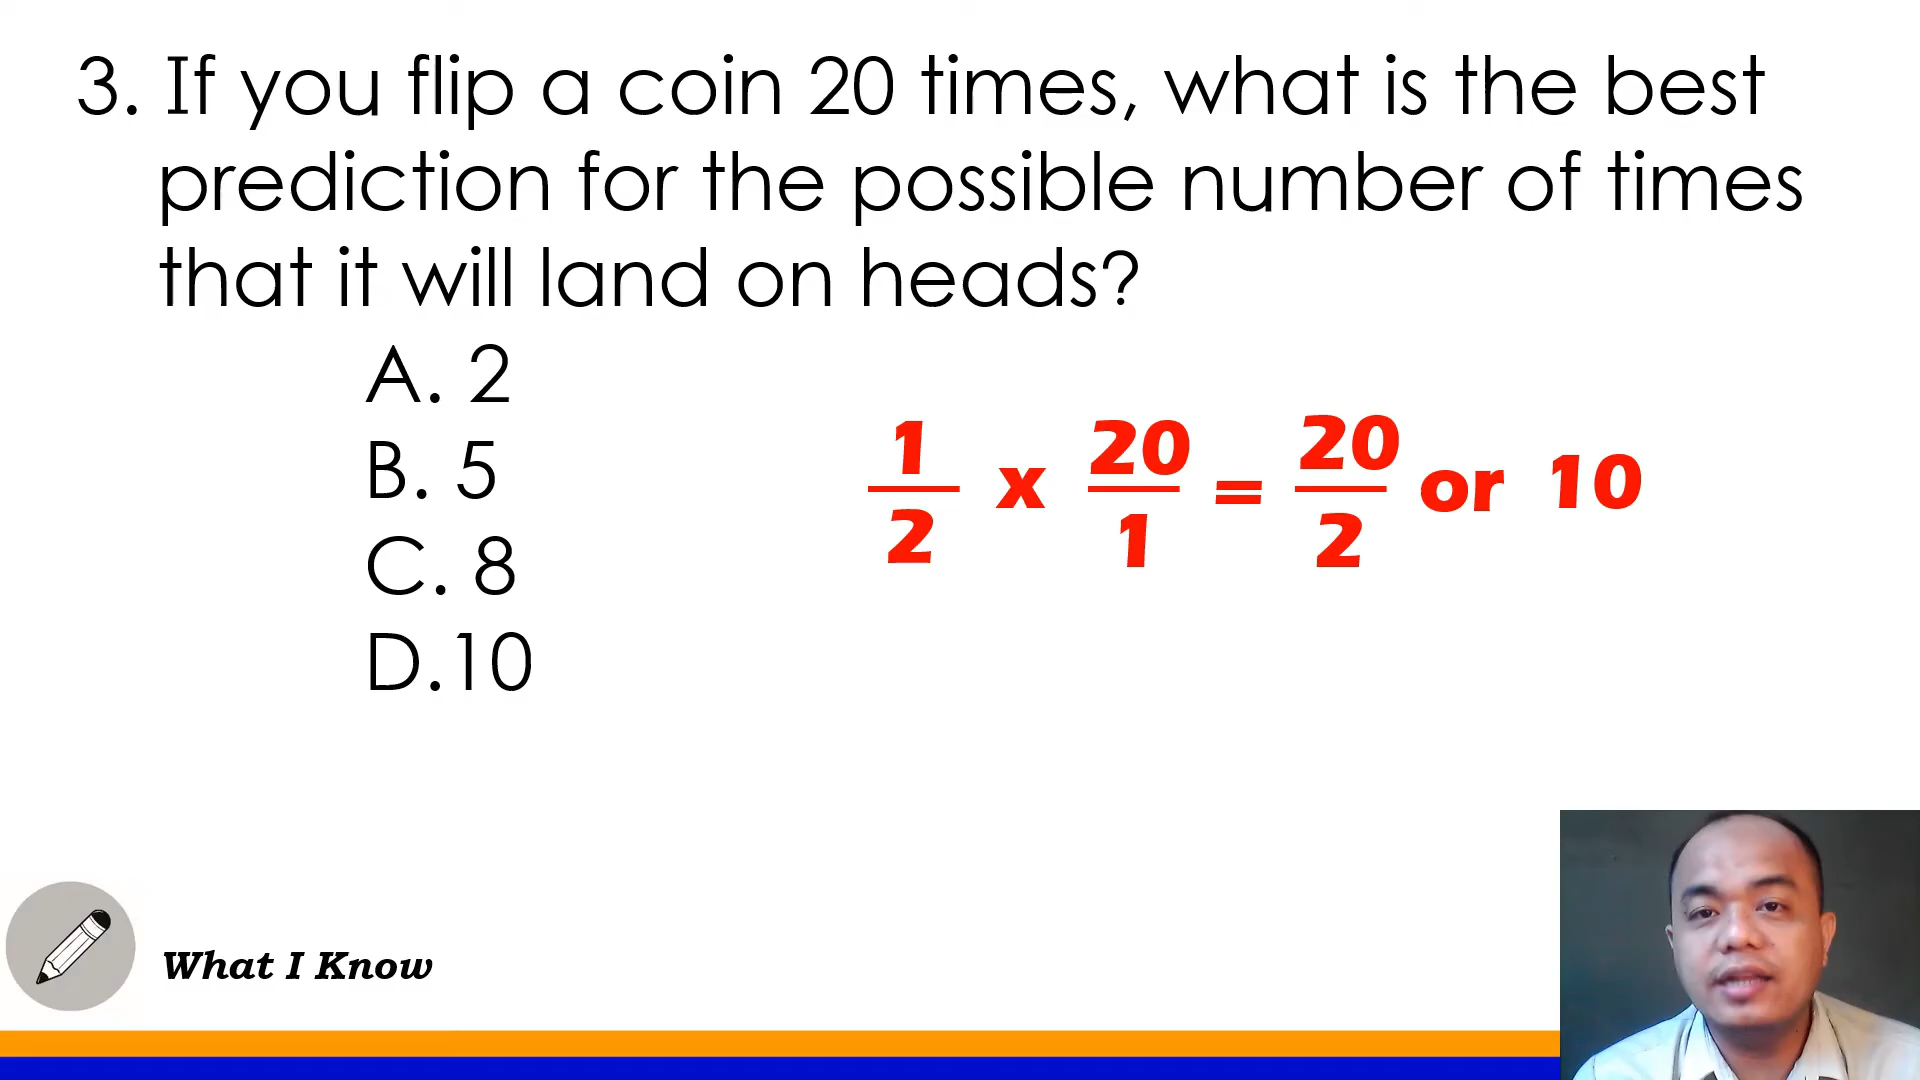 3. If you flip a coin 20 times, what is the best
prediction for the possible number of times
that it will land on heads?
A. 2
B. 5
C. 8
D.10
1/2 x 20/1 = 20/2 or 10
What I Know